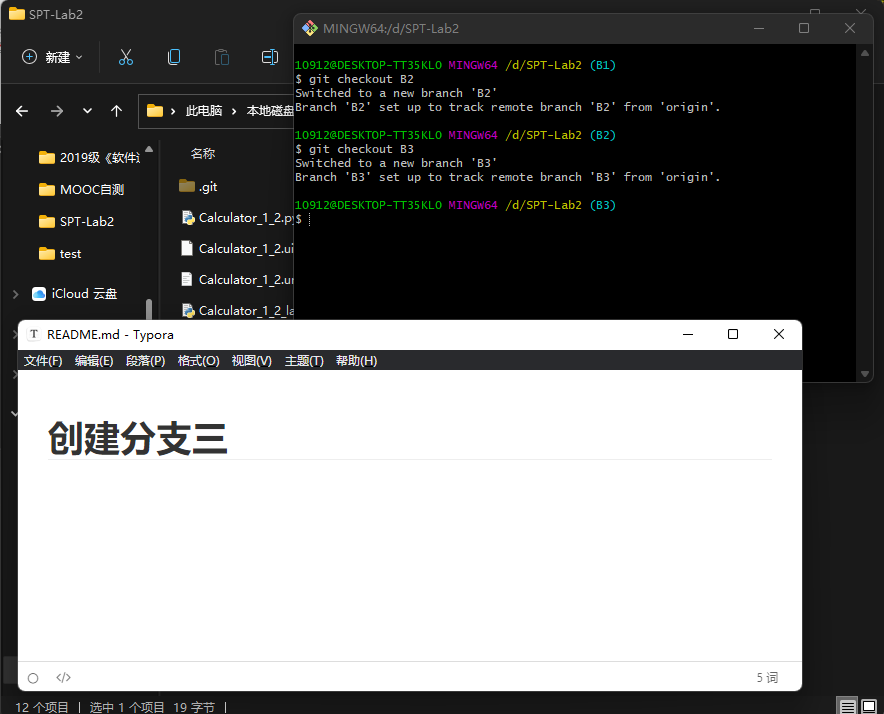 SPT-Lab2
新建
此电脑
本地磁盘
2019级《软件
MOOC自测
SPT-Lab2
test
iCloud 云盘
名称
.git
Calculator_1_2.py
Calculator_1_2.ui
Calculator_1_2.ur
Calculator_1_2_la
MINGW64:/d/SPT-Lab2
10912@DESKTOP-TT35KLO MINGW64 /d/SPT-Lab2 (B1)
$ git checkout B2
Switched to a new branch 'B2'
Branch 'B2' set up to track remote branch 'B2' from 'origin'.
10912@DESKTOP-TT35KLO MINGW64 /d/SPT-Lab2 (B2)
$ git checkout B3
Switched to a new branch 'B3'
Branch 'B3' set up to track remote branch 'B3' from 'origin'.
10912@DESKTOP-TT35KLO MINGW64 /d/SPT-Lab2 (B3)
$
T README.md - Typora
文件(F) 编辑(E) 段落(P) 格式(O) 视图(V) 主题(T) 帮助(H)
创建分支三
</> 5 词
12 个项目 | 选中 1 个项目 19 字节 |